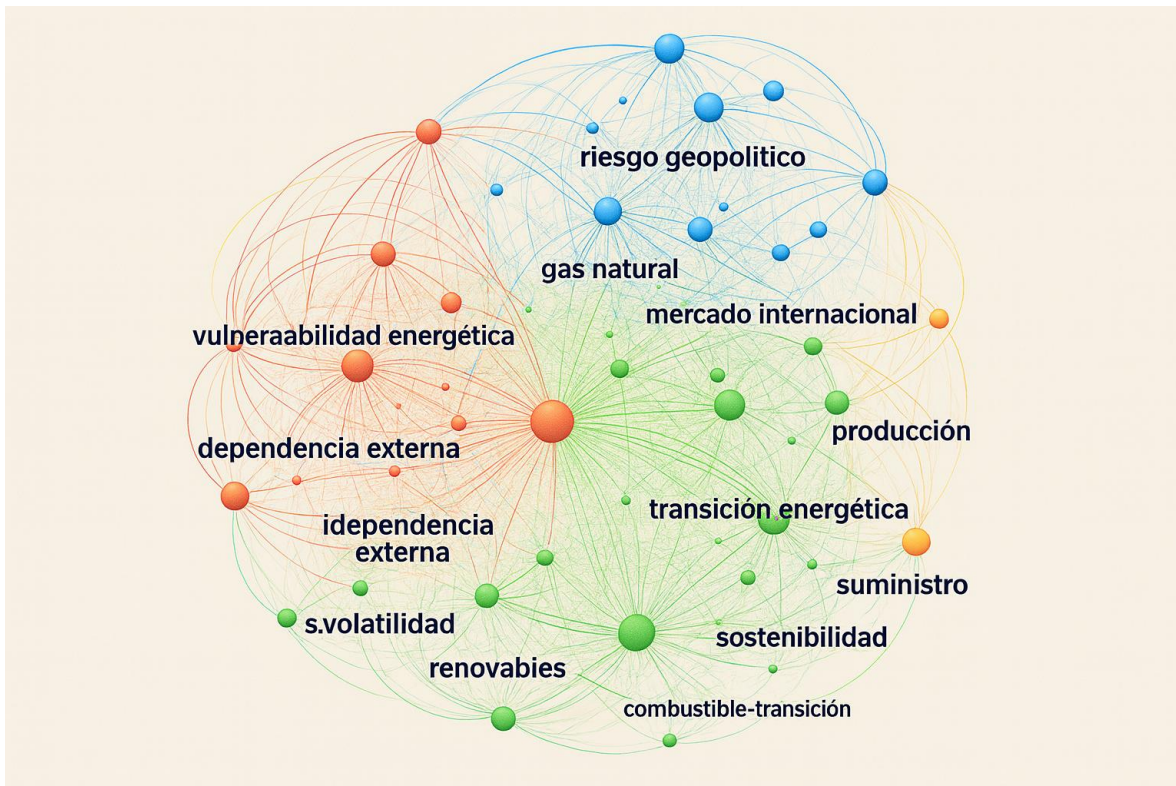 riesgo geopolitico
gas natural
mercado internacional
vulneraabilidad energética
producción
dependencia externa
transición energética
idependencia
externa
suministro
s.volatilidad
sostenibilidad
renovabies
combustible-transición